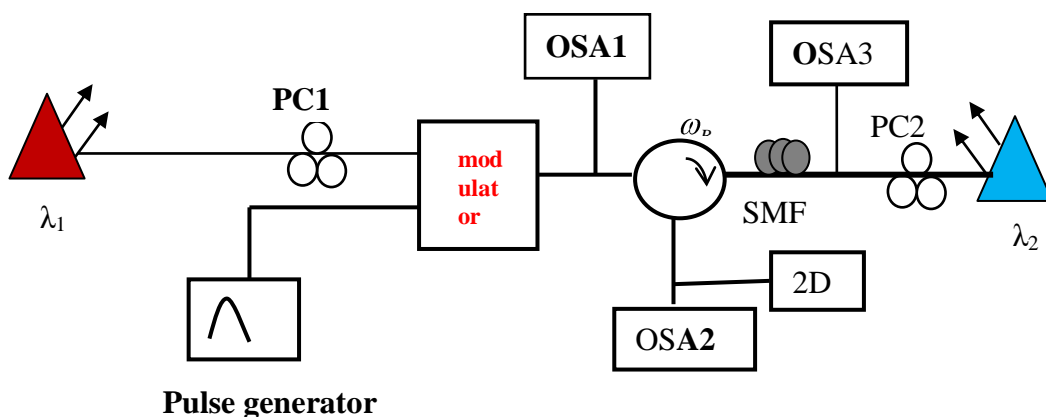 OSA1
OSA3
PC1
PC2
λ1
mod
ulat
or
SMF
λ2
2D
OSA2
Pulse generator